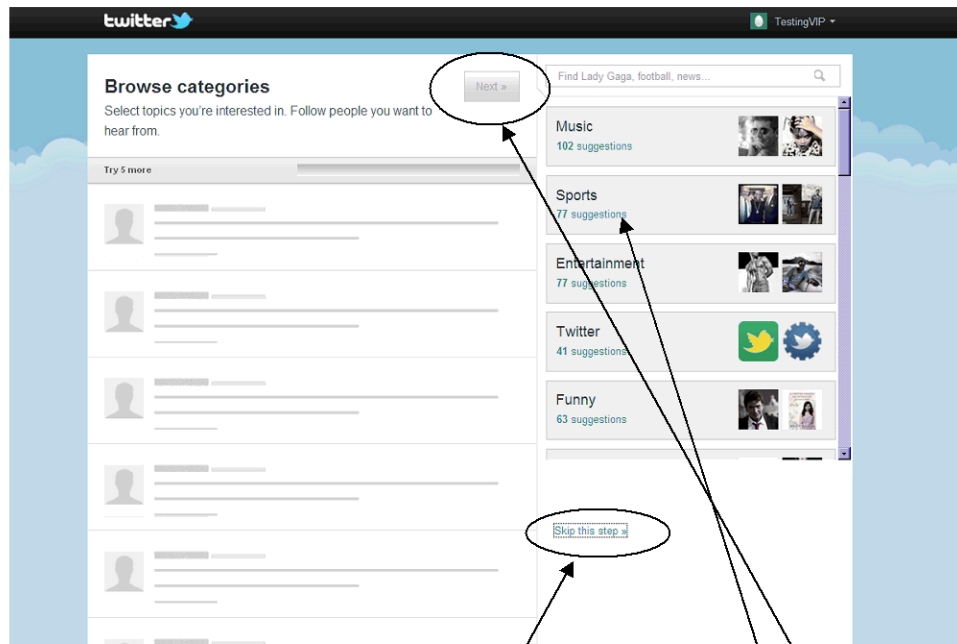 twitter
TestingVIP
Browse categories
Next »
Select topics you're interested in. Follow people you want to
hear from.
Try 5 more
Find Lady Gaga, football, news...
Music
102 suggestions
Sports
77 suggestions
Entertainment
77 suggestions
Twitter
41 suggestions
Funny
63 suggestions
Skip this step »